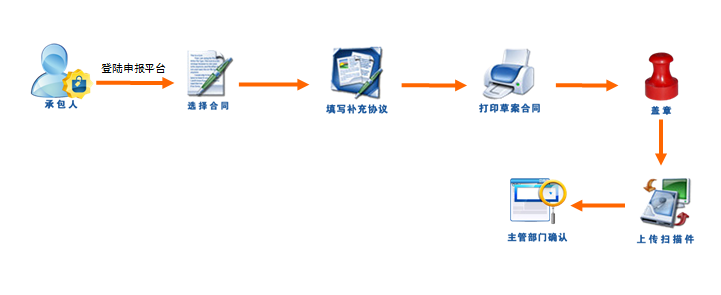 登陆申报平台
承包人
选择合同
填写补充协议
打印草案合同
盖章
主管部门确认
上传扫描件